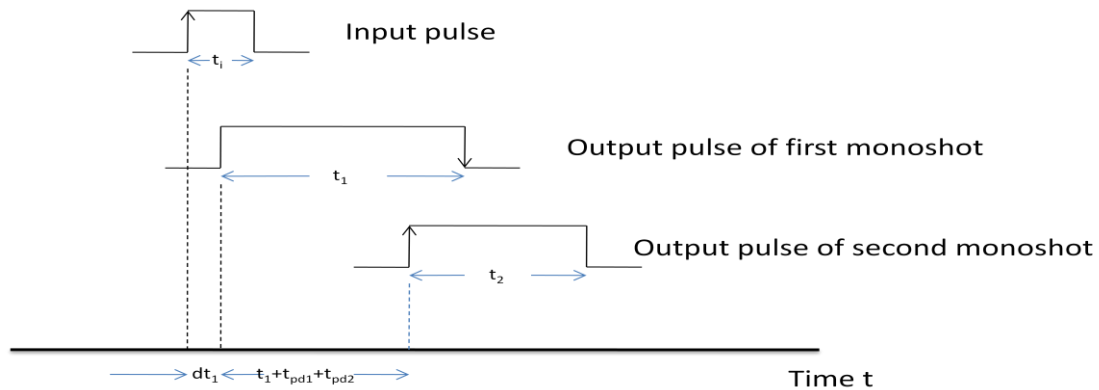 Input pulse
tᵢ
Output pulse of first monoshot
t₁
Output pulse of second monoshot
t₂
dt₁ t₁+tpd1+tpd2
Time t